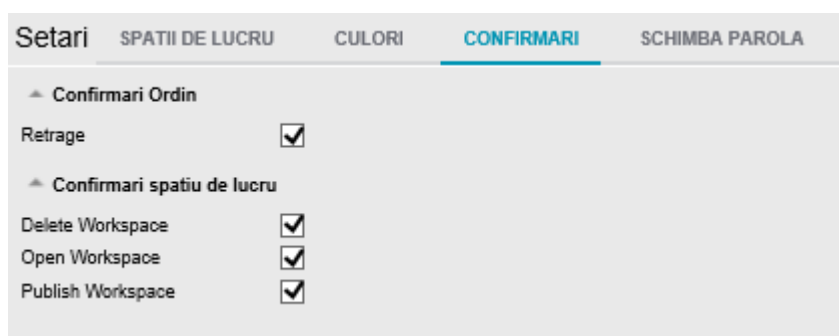 Setari SPATII DE LUCRU CULORI CONFIRMARI SCHIMBA PAROLA
Confirmari Ordin
Retrage
Confirmari spatiu de lucru
Delete Workspace
Open Workspace
Publish Workspace